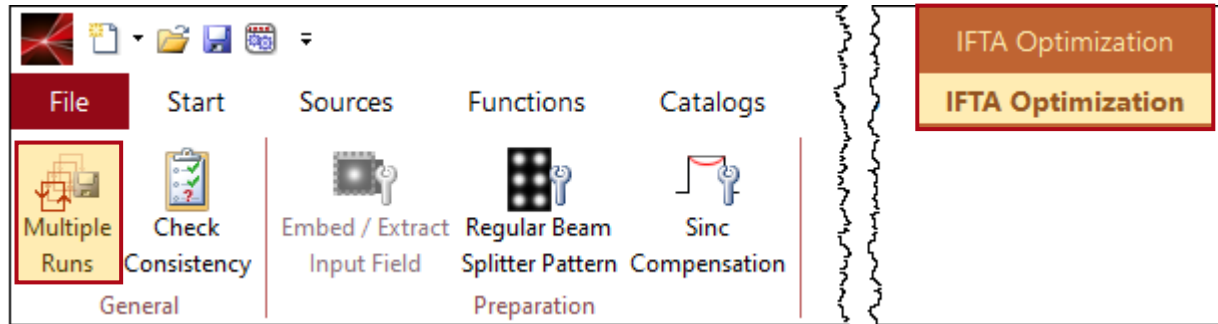 IFTA Optimization
File Start Sources Functions Catalogs IFTA Optimization
Multiple Runs
Check Consistency
Embed / Extract Input Field
Regular Beam Splitter Pattern
Sinc Compensation
General Preparation